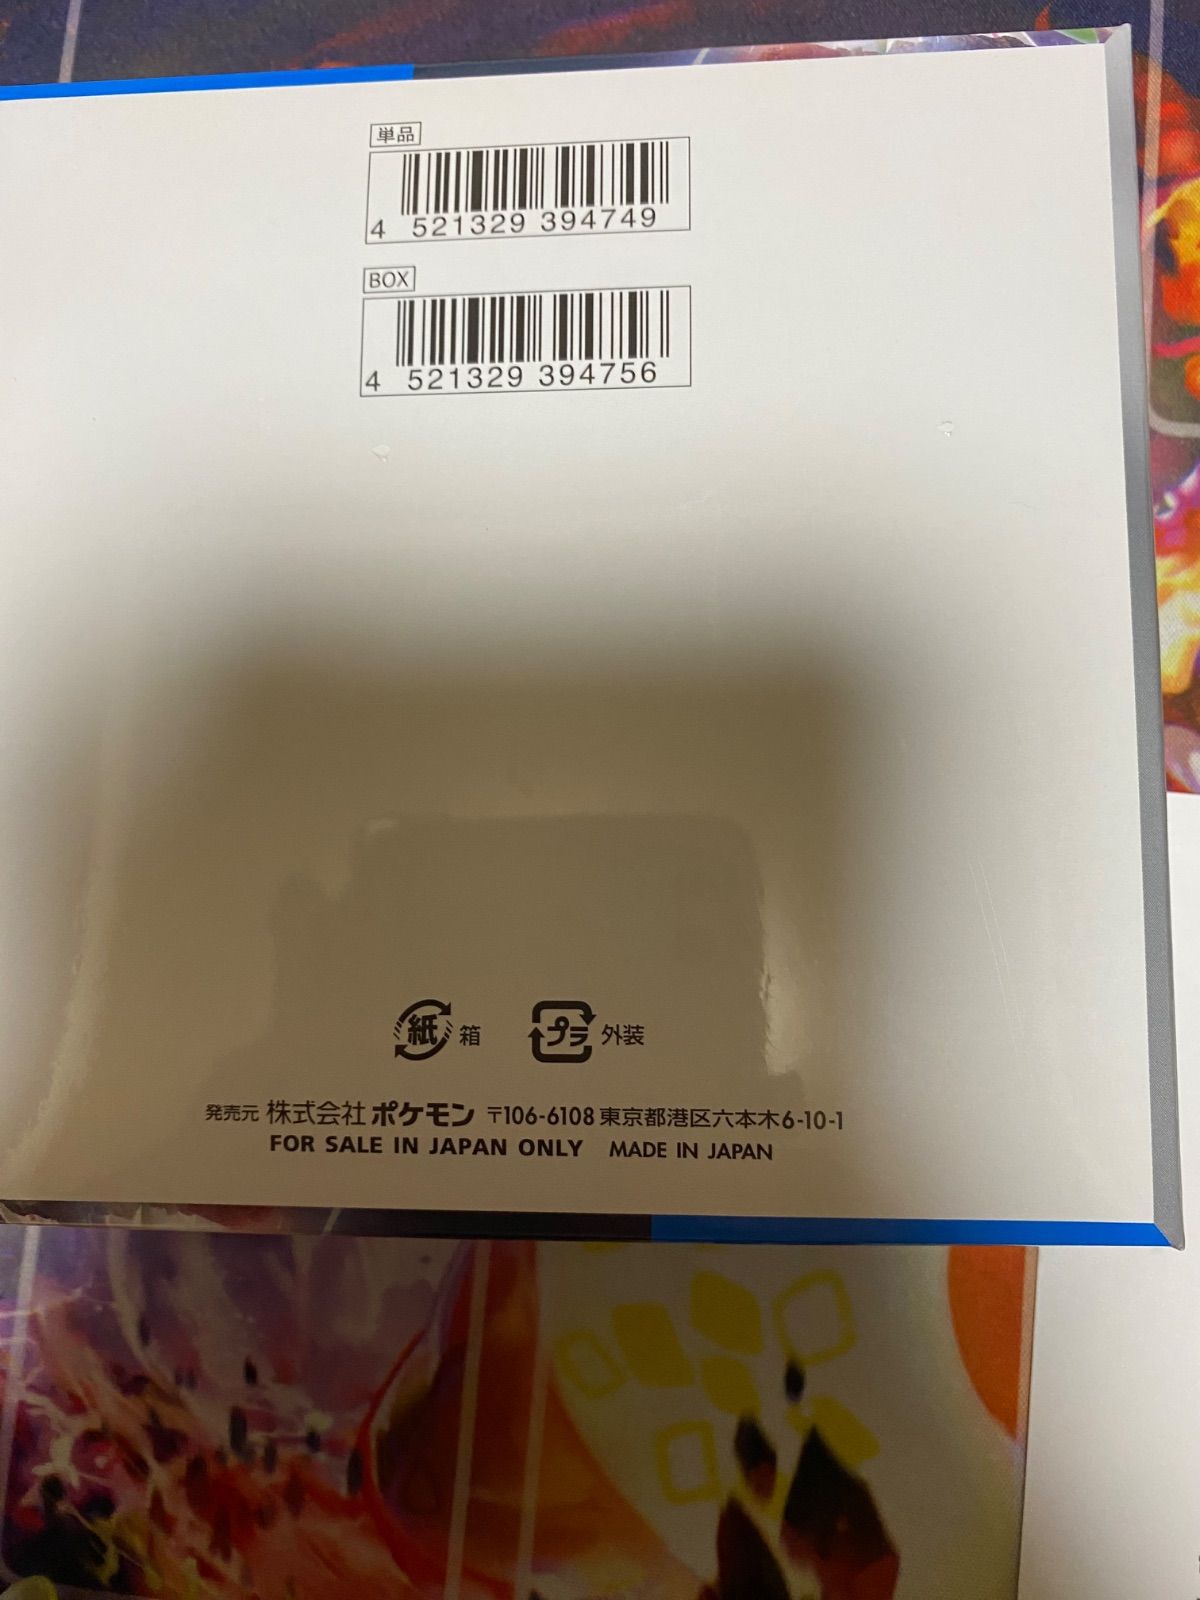 単品
4 521329 394749
BOX
4 521329 394756
紙 箱 プラ 外装
発売元 株式会社 ポケモン 〒106-6108 東京都港区六本木6-10-1
FOR SALE IN JAPAN ONLY MADE IN JAPAN